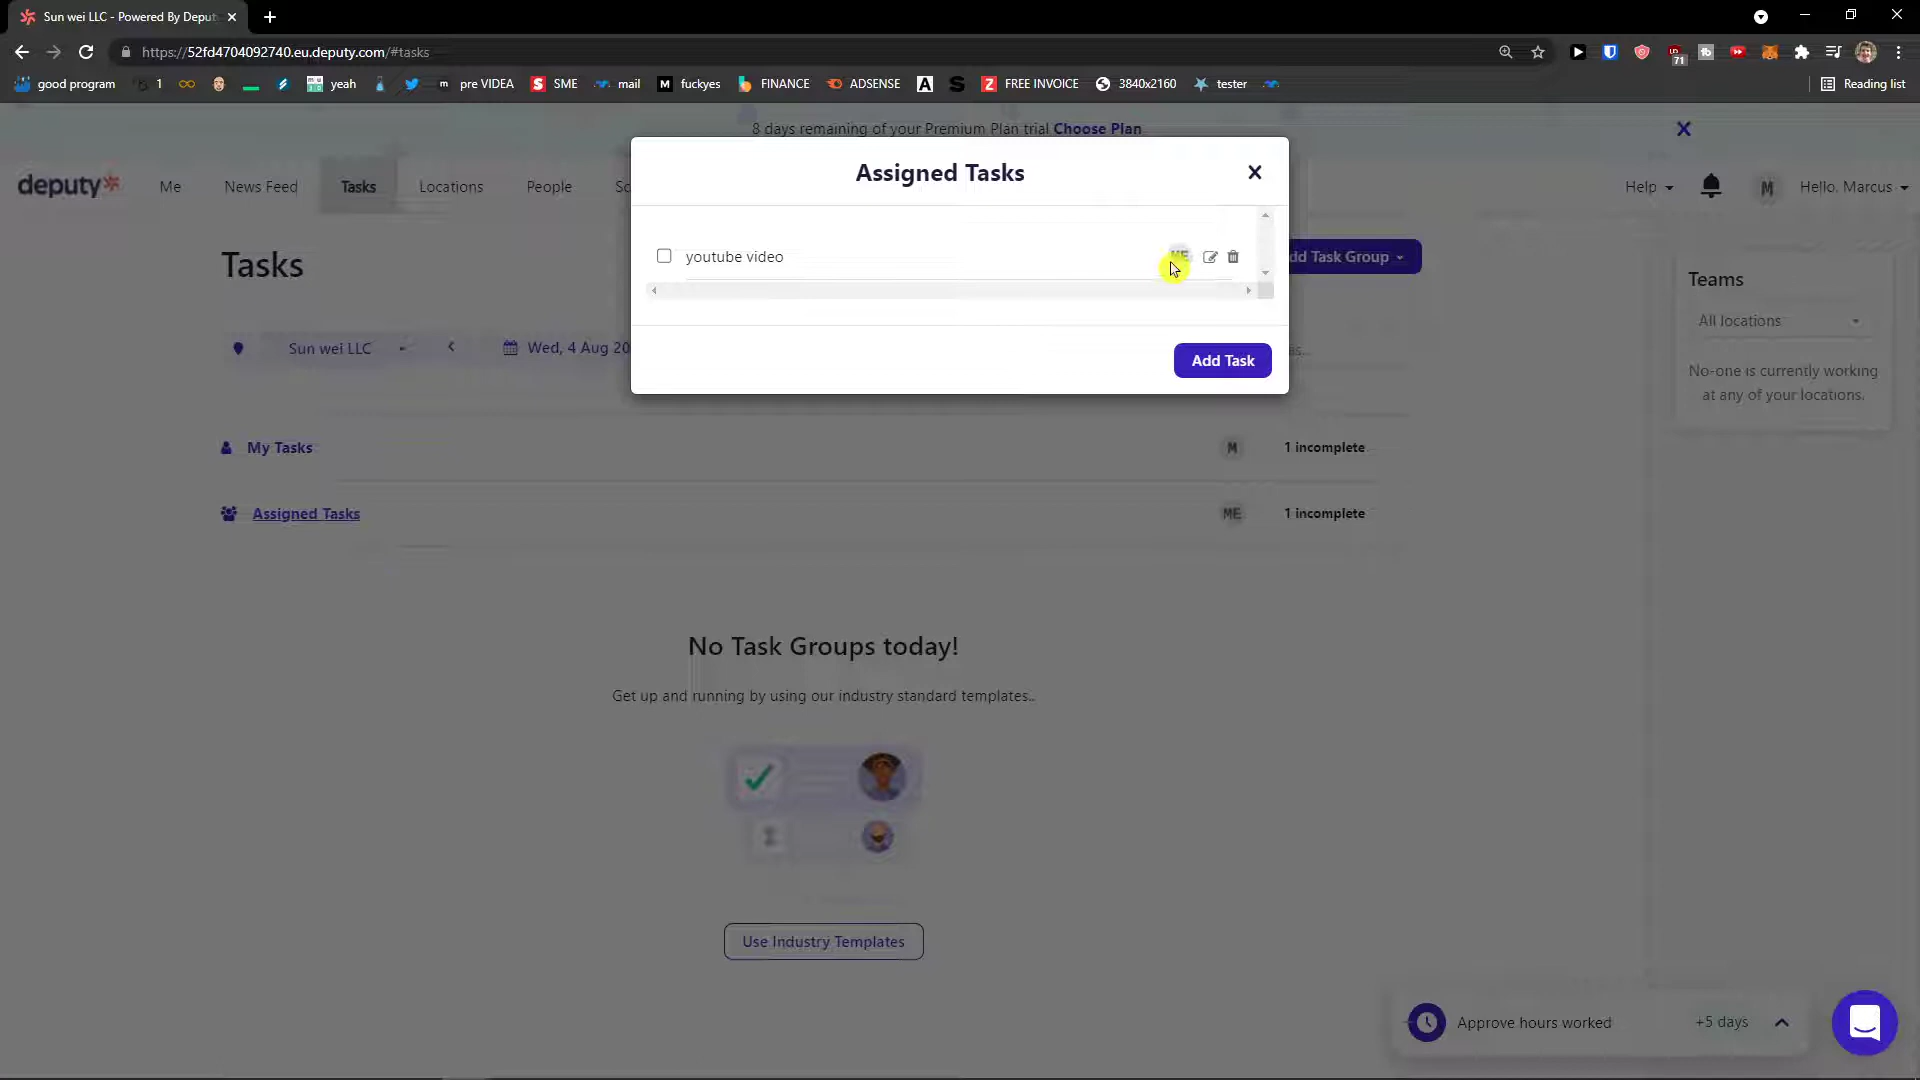 Sun wei LLC - Powered By Deput
https://52fd4704092740.eu.deputy.com/#tasks
71
good program
1
yeah
pre VIDEA
SME
mail
fuckyes
FINANCE
ADSENSE
FREE INVOICE
3840x2160
tester
Reading list
8 days remaining of your Premium Plan trial Choose Plan
deputy
Me
News Feed
Tasks
Locations
People
Help
M
Hello, Marcus
Assigned Tasks
youtube video
ME
Add Task
Tasks
dd Task Group
Sun wei LLC
Wed, 4 Aug 20
Teams
All locations
No-one is currently working
at any of your locations.
My Tasks
M
1 incomplete
Assigned Tasks
ME
1 incomplete
No Task Groups today!
Get up and running by using our industry standard templates..
Use Industry Templates
Approve hours worked
+5 days